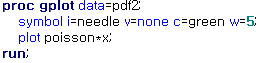 proc gplot data=pdf2;
symbol i=needle v=none c=green w=5;
plot poisson*x;
run;